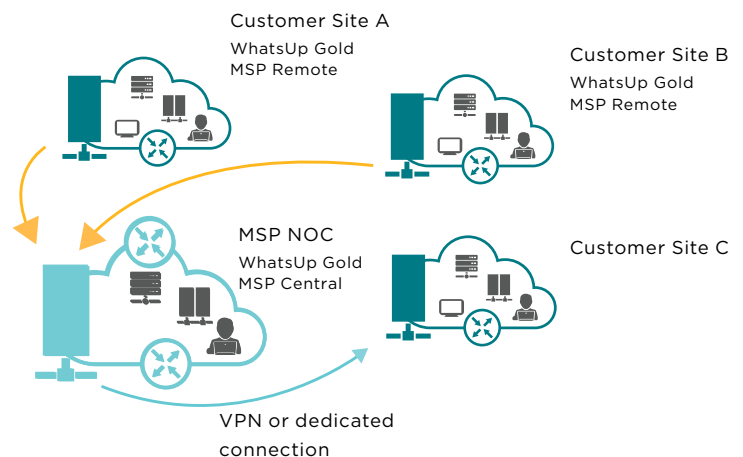 Customer Site A
WhatsUp Gold
MSP Remote
Customer Site B
WhatsUp Gold
MSP Remote
MSP NOC
WhatsUp Gold
MSP Central
Customer Site C
VPN or dedicated
connection